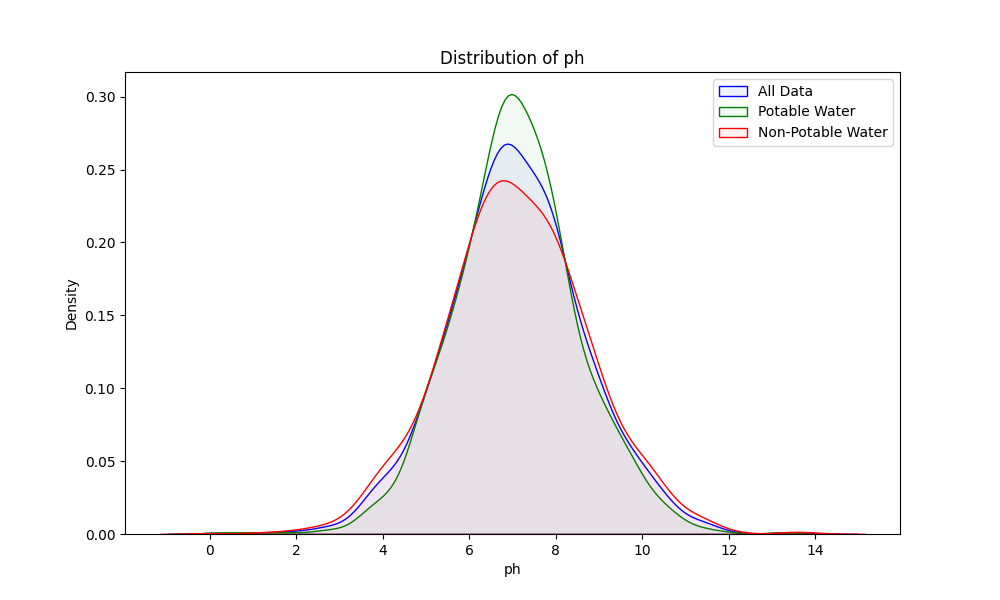 Distribution of ph
All Data
Potable Water
Non-Potable Water
0.30
0.25
0.20
0.15
0.10
0.05
0.00
Density
0 2 4 6 8 10 12 14
ph